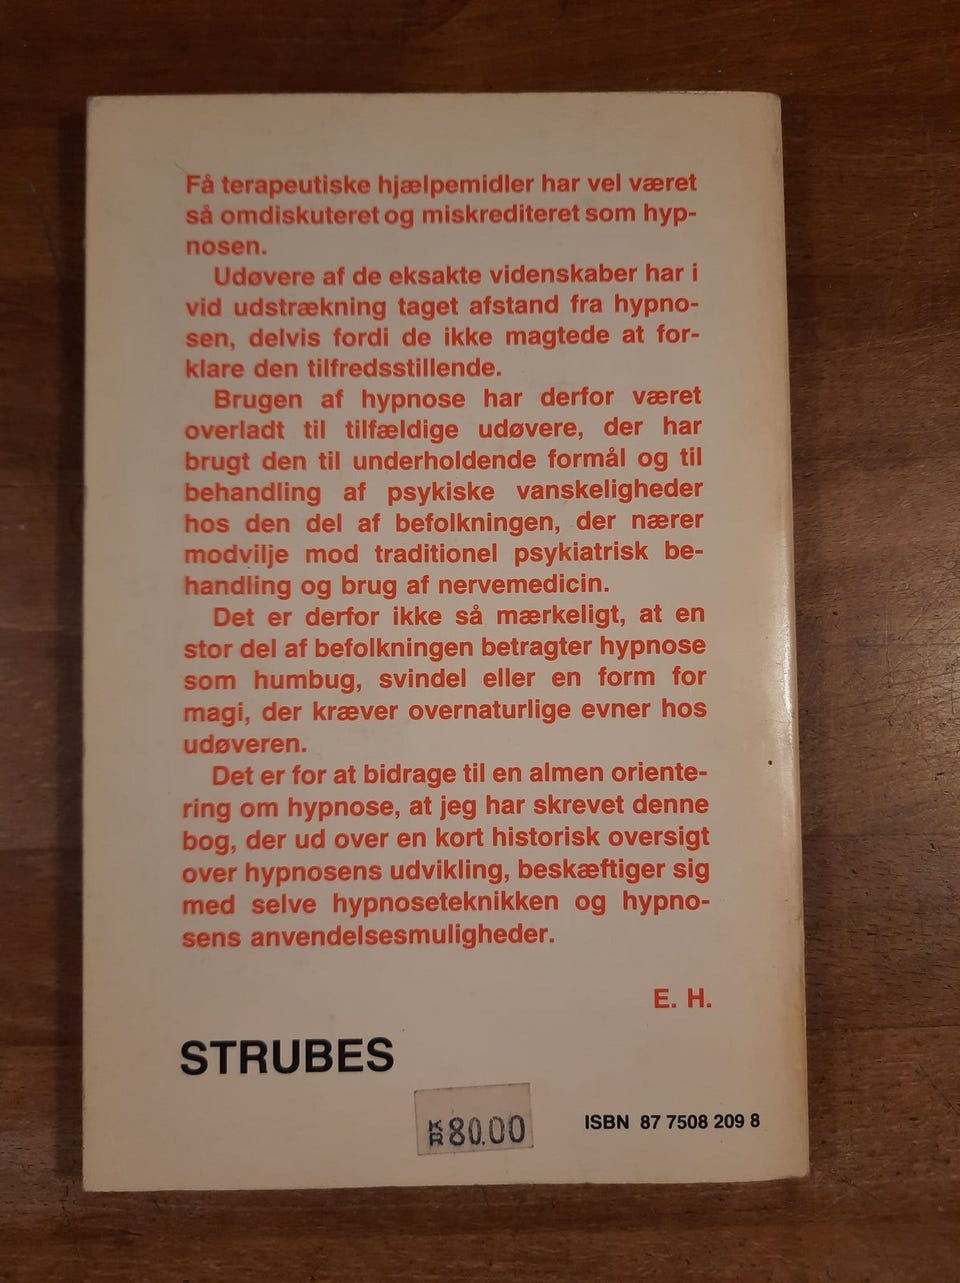 Få terapeutiske hjælpemidler har vel været
så omdiskuteret og miskrediteret som hyp-
nosen.
Udøvere af de eksakte videnskaber har i
vid udstrækning taget afstand fra hypno-
sen, delvis fordi de ikke magtede at for-
klare den tilfredsstillende.
Brugen af hypnose har derfor været
overladt til tilfældige udøvere, der har
brugt den til underholdende formål og til
behandling af psykiske vanskeligheder
hos den del af befolkningen, der nærer
modvilje mod traditionel psykiatrisk be-
handling og brug af nervemedicin.
Det er derfor ikke så mærkeligt, at en
stor del af befolkningen betragter hypnose
som humbug, svindel eller en form for
magi, der kræver overnaturlige evner hos
udøveren.
Det er for at bidrage til en almen oriente-
ring om hypnose, at jeg har skrevet denne
bog, der ud over en kort historisk oversigt
over hypnosens udvikling, beskæftiger sig
med selve hypnoseteknikken og hypno-
sens anvendelsesmuligheder.
E. H.
STRUBES
KR 80.00
ISBN 87 7508 209 8